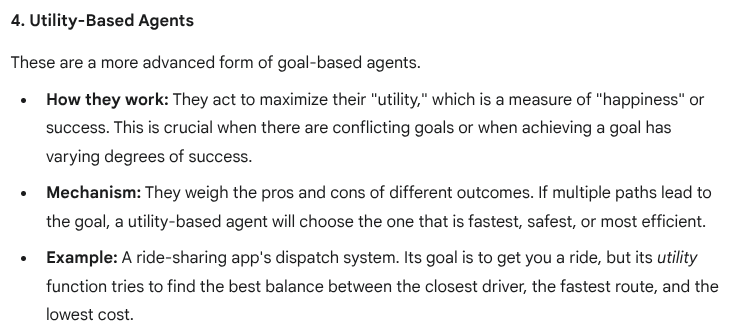 4. Utility-Based Agents
These are a more advanced form of goal-based agents.
• How they work: They act to maximize their "utility," which is a measure of "happiness" or
success. This is crucial when there are conflicting goals or when achieving a goal has
varying degrees of success.
• Mechanism: They weigh the pros and cons of different outcomes. If multiple paths lead to
the goal, a utility-based agent will choose the one that is fastest, safest, or most efficient.
• Example: A ride-sharing app's dispatch system. Its goal is to get you a ride, but its utility
function tries to find the best balance between the closest driver, the fastest route, and the
lowest cost.